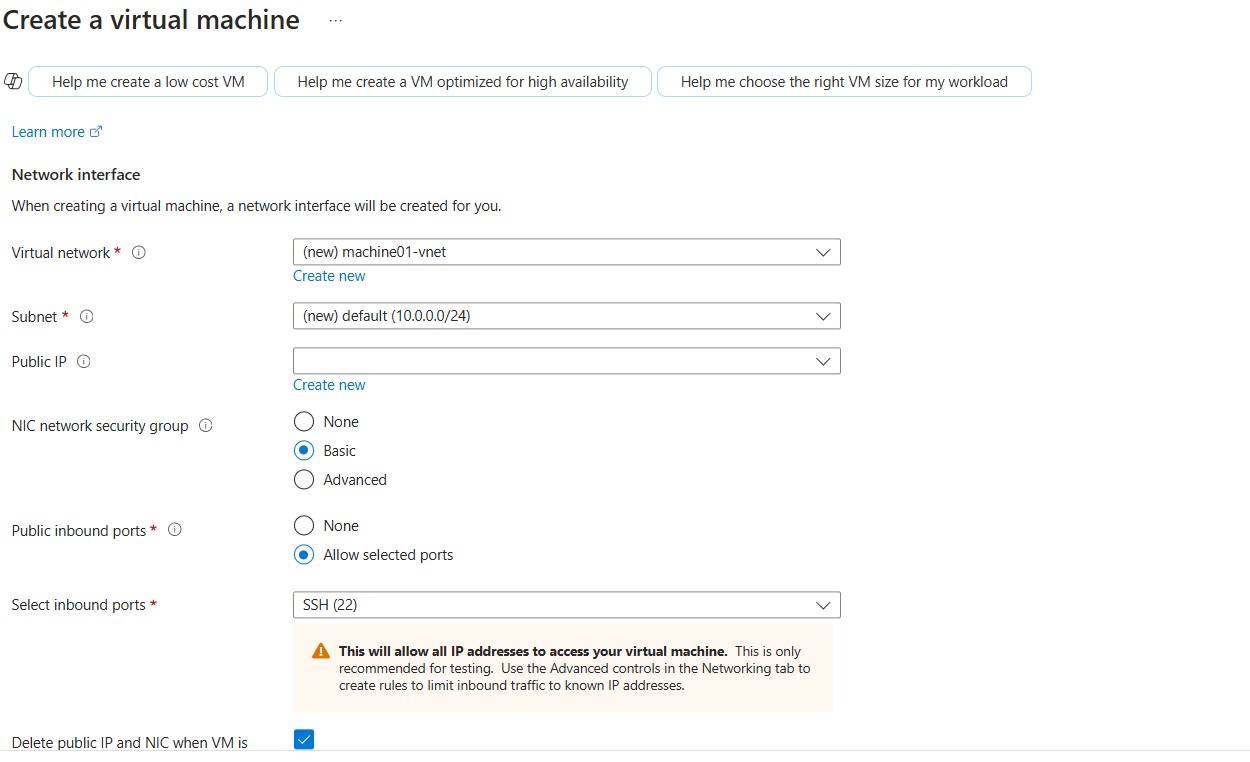 Create a virtual machine ...
Help me create a low cost VM
Help me create a VM optimized for high availability
Help me choose the right VM size for my workload
Learn more
Network interface
When creating a virtual machine, a network interface will be created for you.
Virtual network *
(new) machine01-vnet
Create new
Subnet *
(new) default (10.0.0.0/24)
Public IP
Create new
NIC network security group
None
Basic
Advanced
Public inbound ports *
None
Allow selected ports
Select inbound ports *
SSH (22)
This will allow all IP addresses to access your virtual machine. This is only
recommended for testing. Use the Advanced controls in the Networking tab to
create rules to limit inbound traffic to known IP addresses.
Delete public IP and NIC when VM is